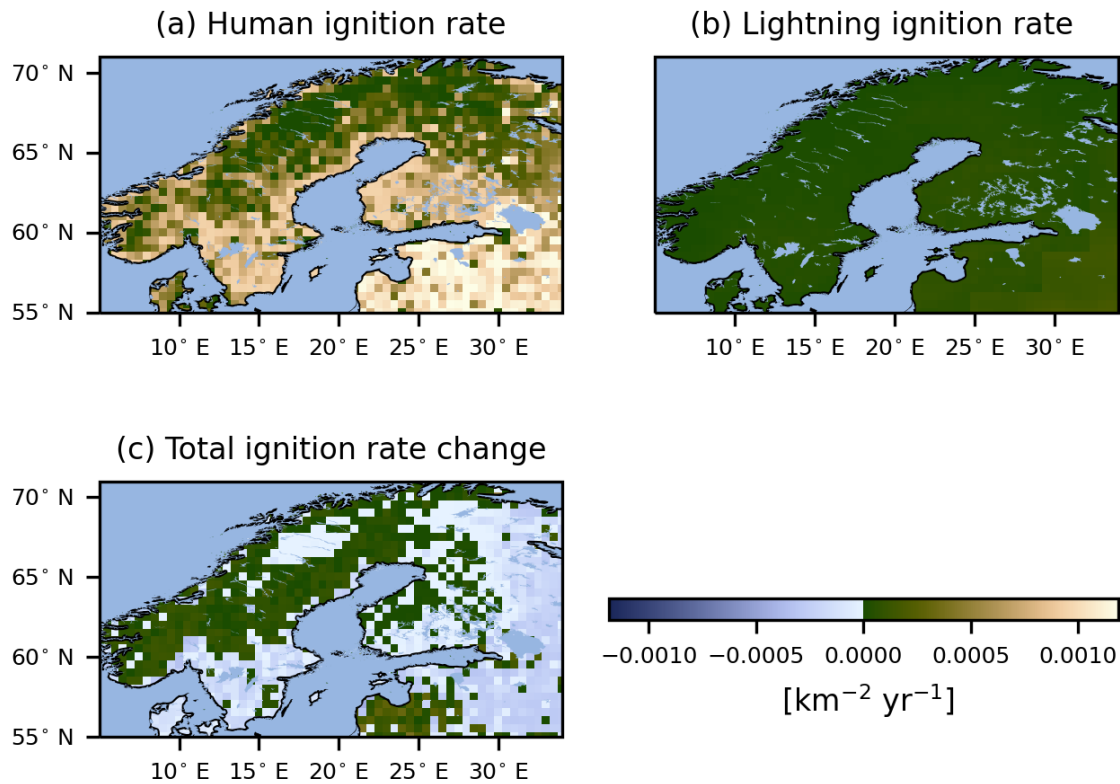 (a) Human ignition rate
70° N
65° N
60° N
55° N
10° E 15° E 20° E 25° E 30° E
(b) Lightning ignition rate
10° E 15° E 20° E 25° E 30° E
(c) Total ignition rate change
70° N
65° N
60° N
55° N
10° E 15° E 20° E 25° E 30° E
−0.0010 −0.0005 0.0000 0.0005 0.0010
[km⁻² yr⁻¹]